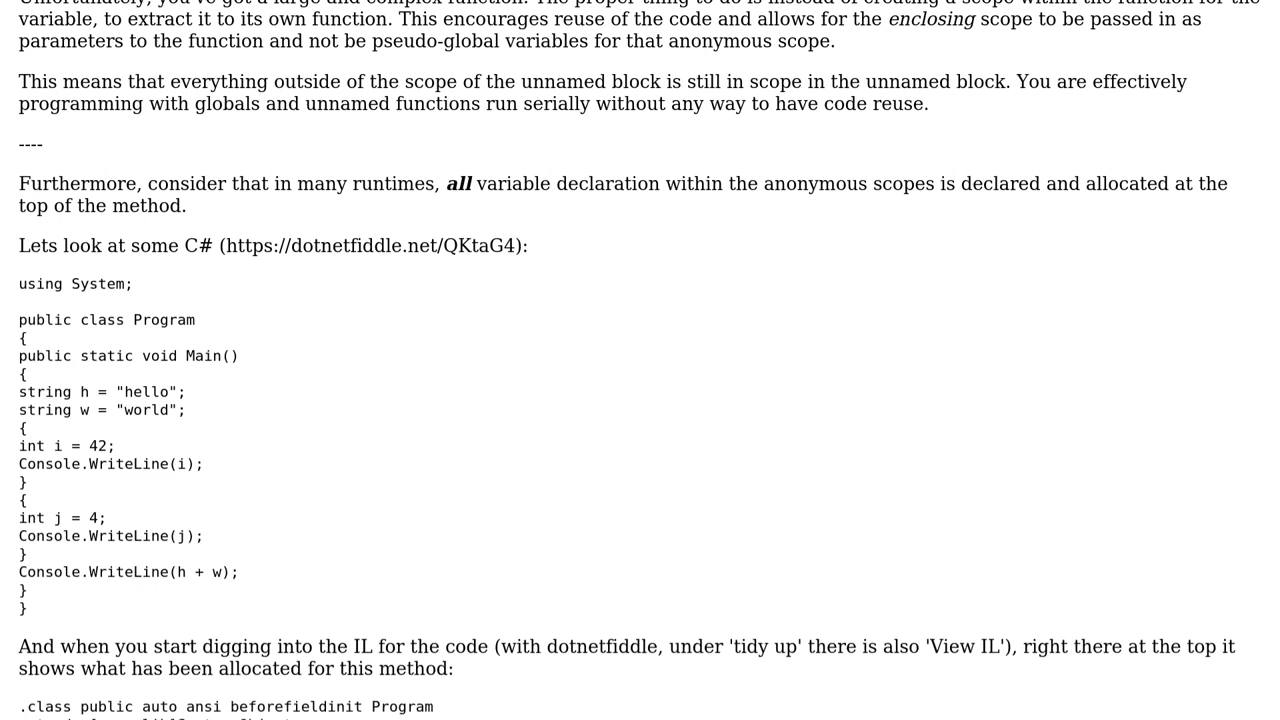 variable, to extract it to its own function. This encourages reuse of the code and allows for the enclosing scope to be passed in as
parameters to the function and not be pseudo-global variables for that anonymous scope.
This means that everything outside of the scope of the unnamed block is still in scope in the unnamed block. You are effectively
programming with globals and unnamed functions run serially without any way to have code reuse.
----
Furthermore, consider that in many runtimes, all variable declaration within the anonymous scopes is declared and allocated at the
top of the method.
Lets look at some C# (https://dotnetfiddle.net/QKtaG4):
using System;
public class Program
{
public static void Main()
{
string h = "hello";
string w = "world";
{
int i = 42;
Console.WriteLine(i);
}
{
int j = 4;
Console.WriteLine(j);
}
Console.WriteLine(h + w);
}
}
And when you start digging into the IL for the code (with dotnetfiddle, under 'tidy up' there is also 'View IL'), right there at the top it
shows what has been allocated for this method:
.class public auto ansi beforefieldinit Program